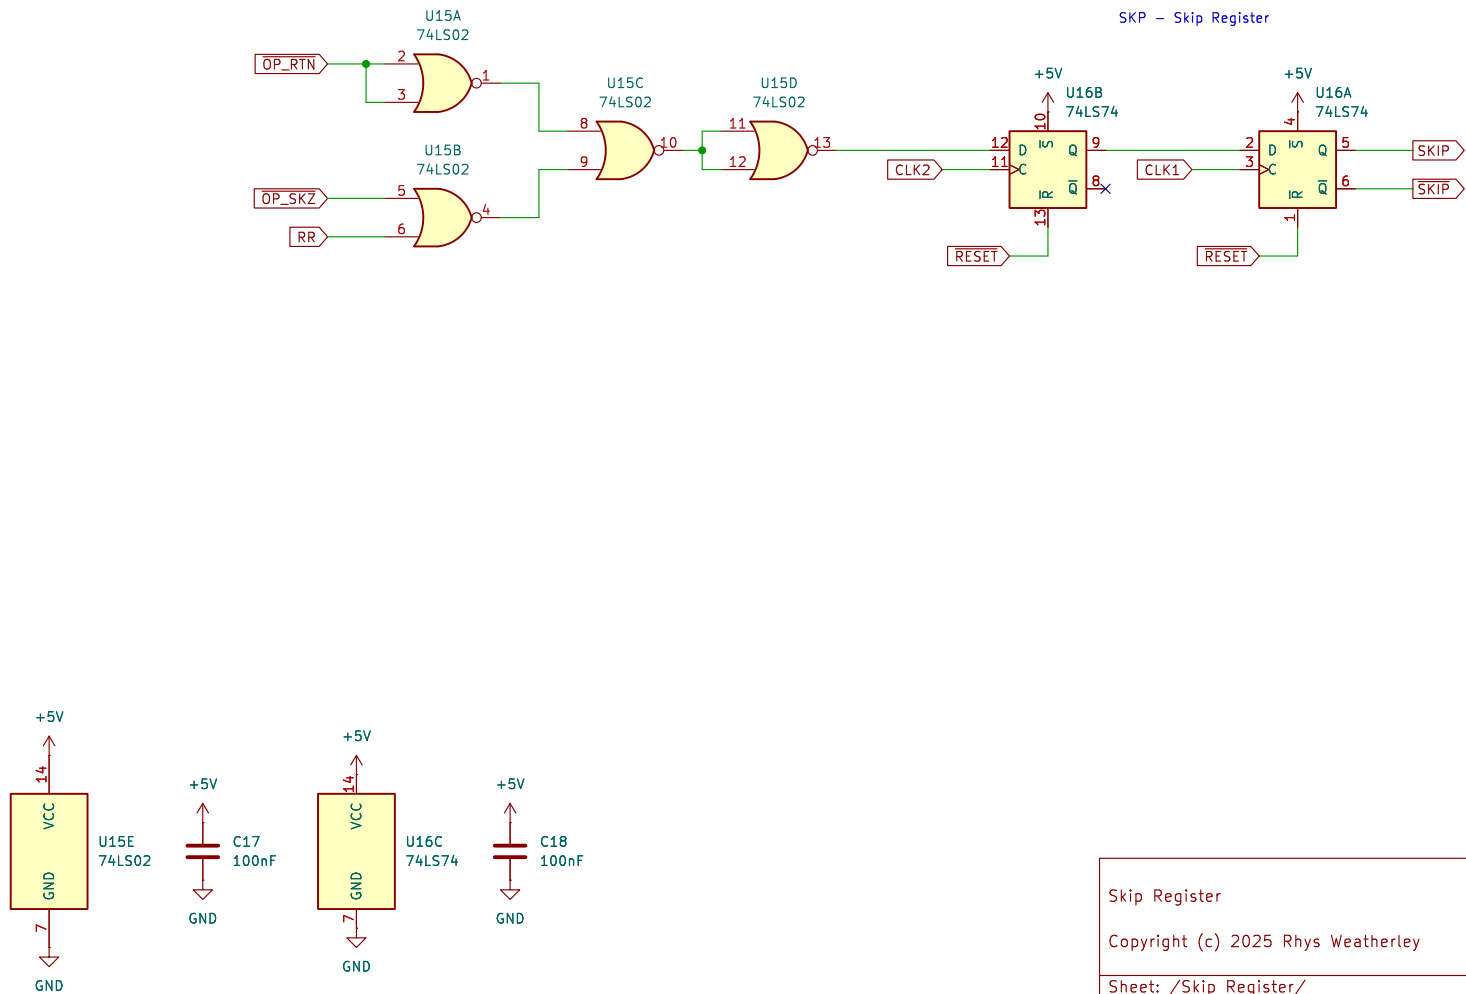 SKP – Skip Register
U15A
74LS02
OP_RTN
2
3
1
U15C
74LS02
8
9
10
U15D
74LS02
11
12
13
U15B
74LS02
OP_SKZ
RR
5
6
4
+5V
U16B
74LS74
10
12
D
S
Q
9
CLK2
11
C
R
Q
8
13
RESET
+5V
U16A
74LS74
4
2
D
S
Q
5
SKIP
CLK1
3
C
R
Q
6
SKIP
1
RESET
+5V
14
VCC
GND
7
GND
U15E
74LS02
+5V
C17
100nF
GND
+5V
14
VCC
GND
7
GND
U16C
74LS74
+5V
C18
100nF
GND
Skip Register
Copyright (c) 2025 Rhys Weatherley
Sheet: /Skip Register/